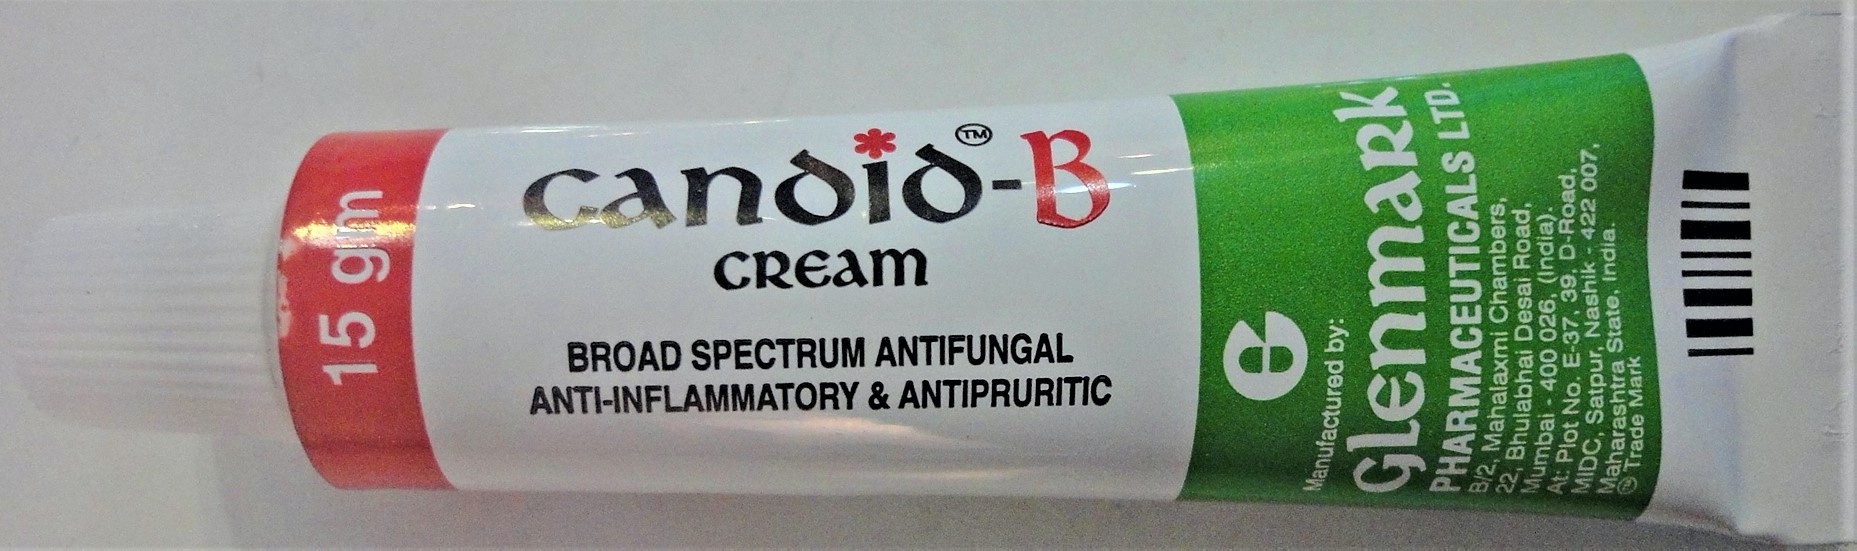 15 gm
candid™-B
CREAM
BROAD SPECTRUM ANTIFUNGAL
ANTI-INFLAMMATORY & ANTIPRURITIC
Manufactured by:
Glenmark
PHARMACEUTICALS LTD.
B/2, Mahalaxmi Chambers,
22, Bhulabhai Desai Road,
Mumbai - 400 026, (India).
At: Plot No. E-37, 39, D-Road,
MIDC, Satpur, Nashik - 422 007,
Maharashtra State, India.
™ Trade Mark